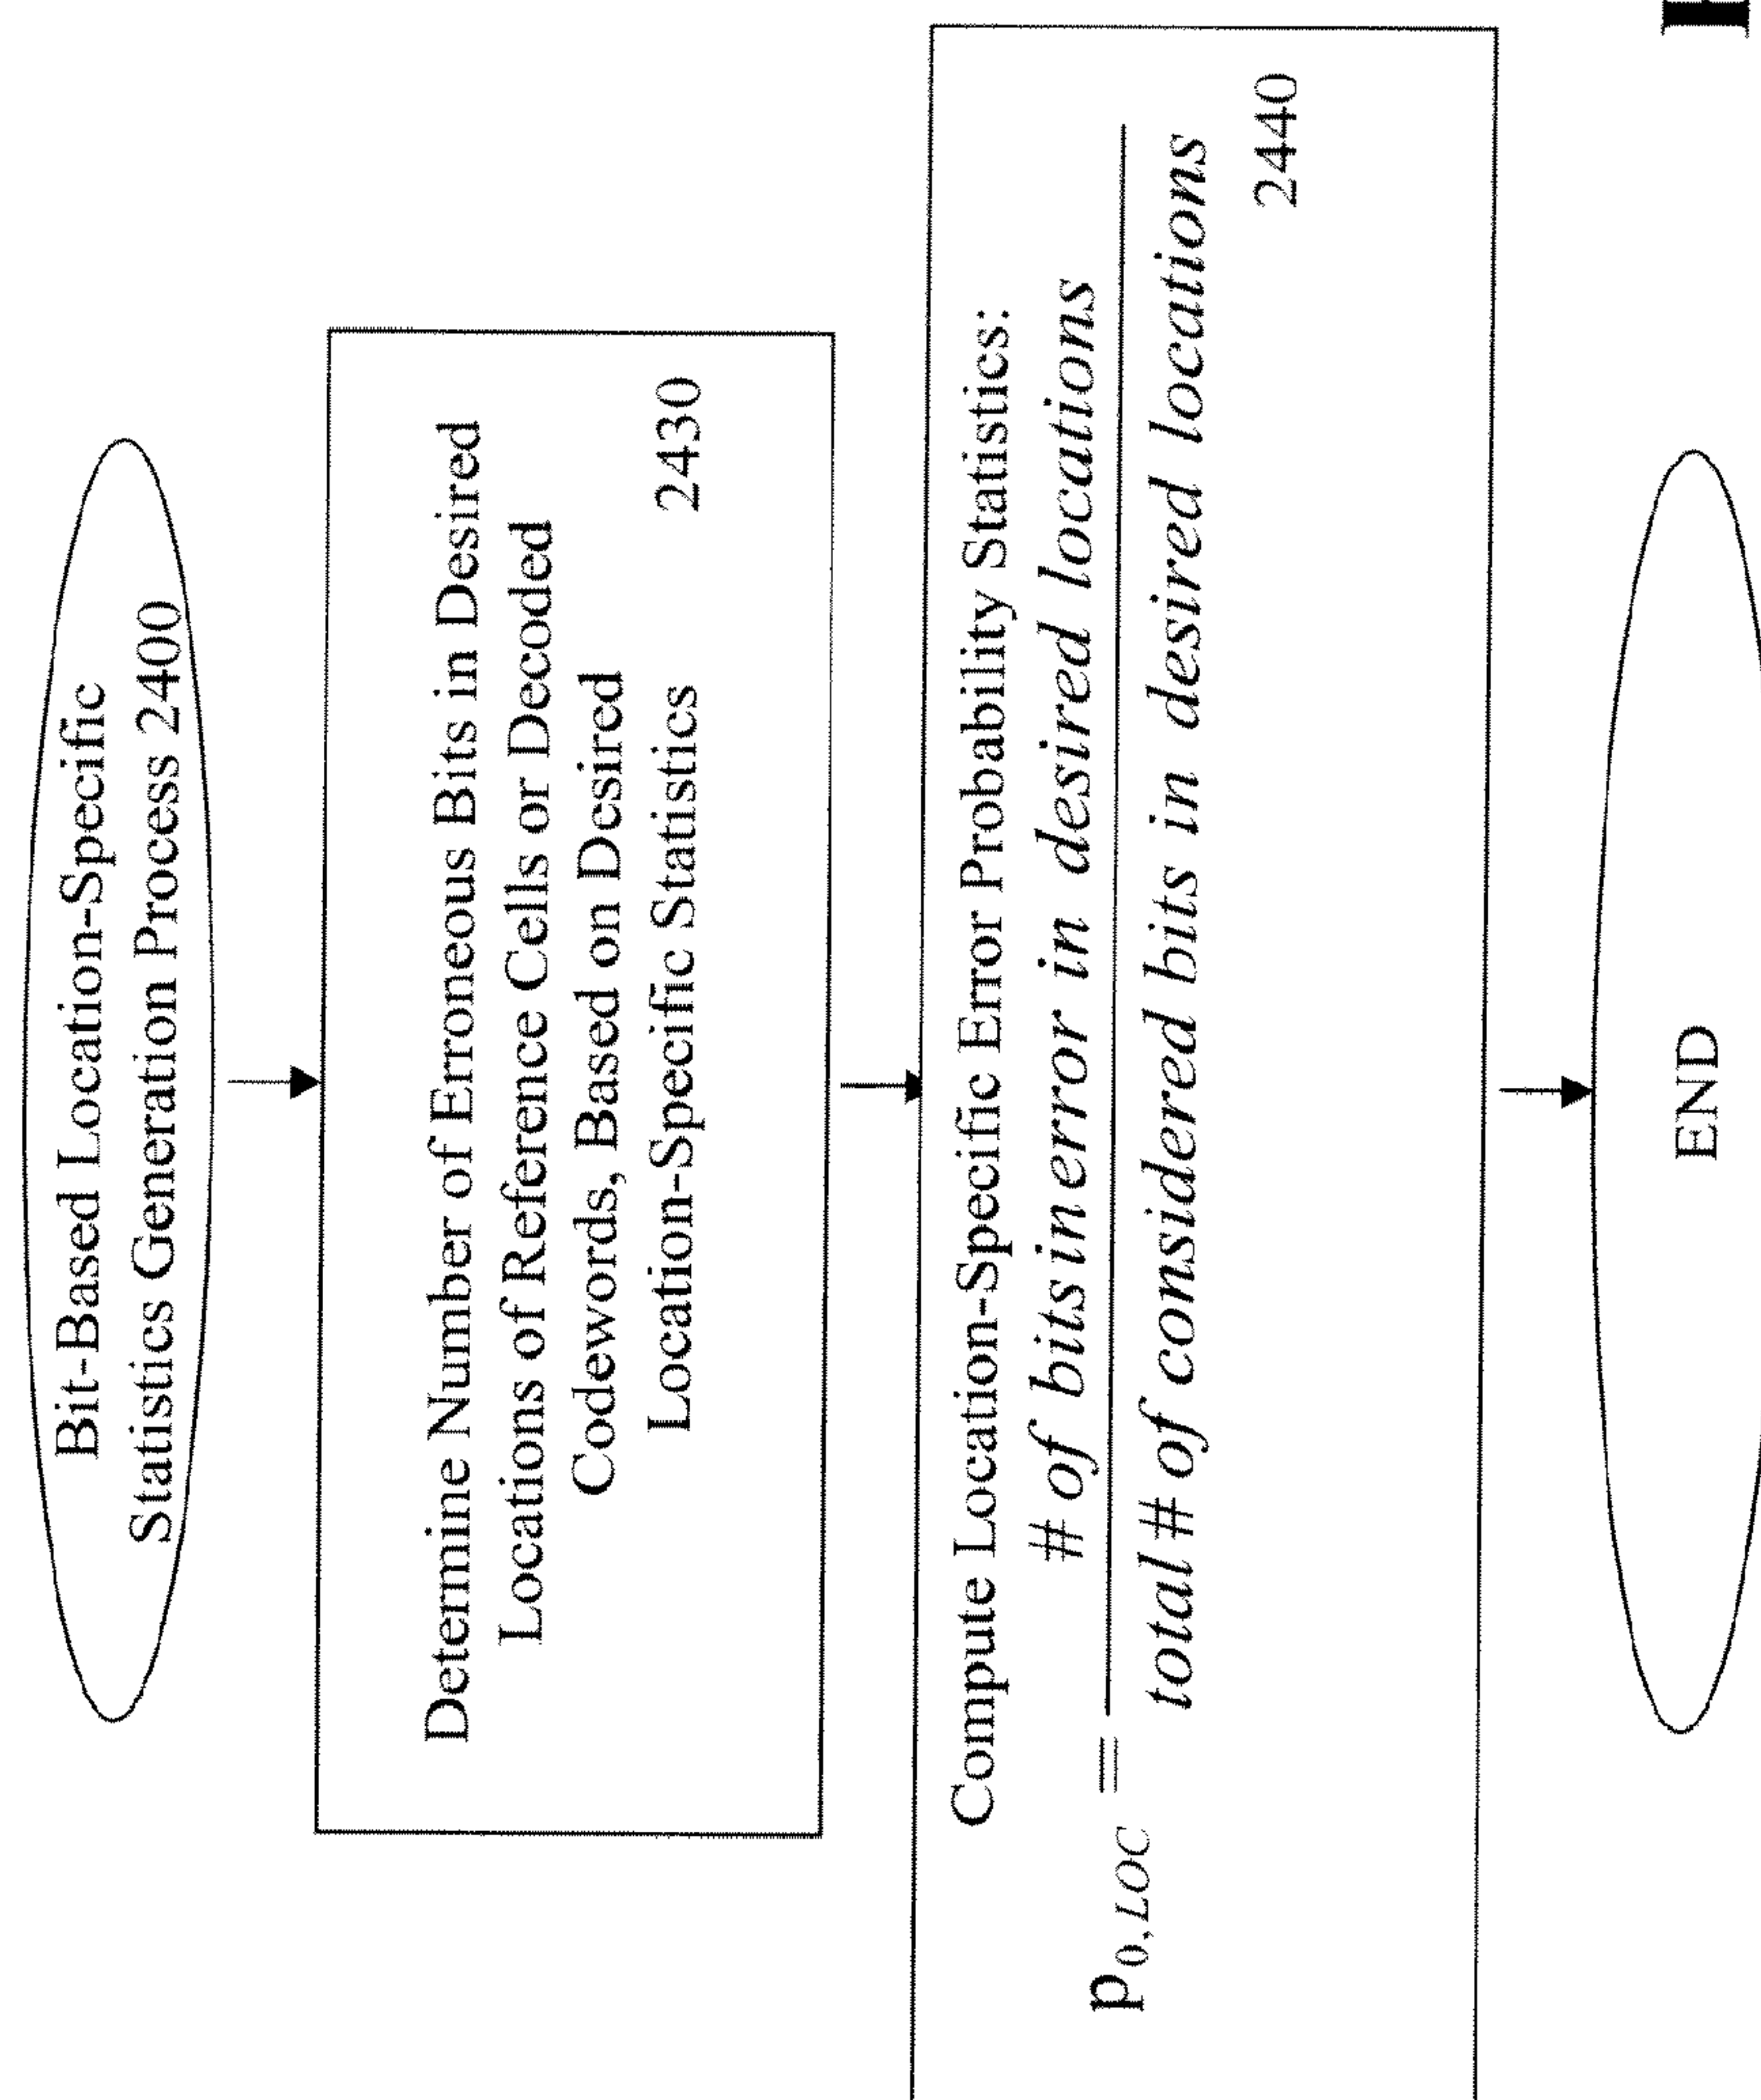 Bit-Based Location-Specific
Statistics Generation Process 2400
Determine Number of Erroneous Bits in Desired
Locations of Reference Cells or Decoded
Codewords, Based on Desired
Location-Specific Statistics 2430
Compute Location-Specific Error Probability Statistics:
# of bits in error in desired locations
p0,LOC =
total # of considered bits in desired locations
2440
END